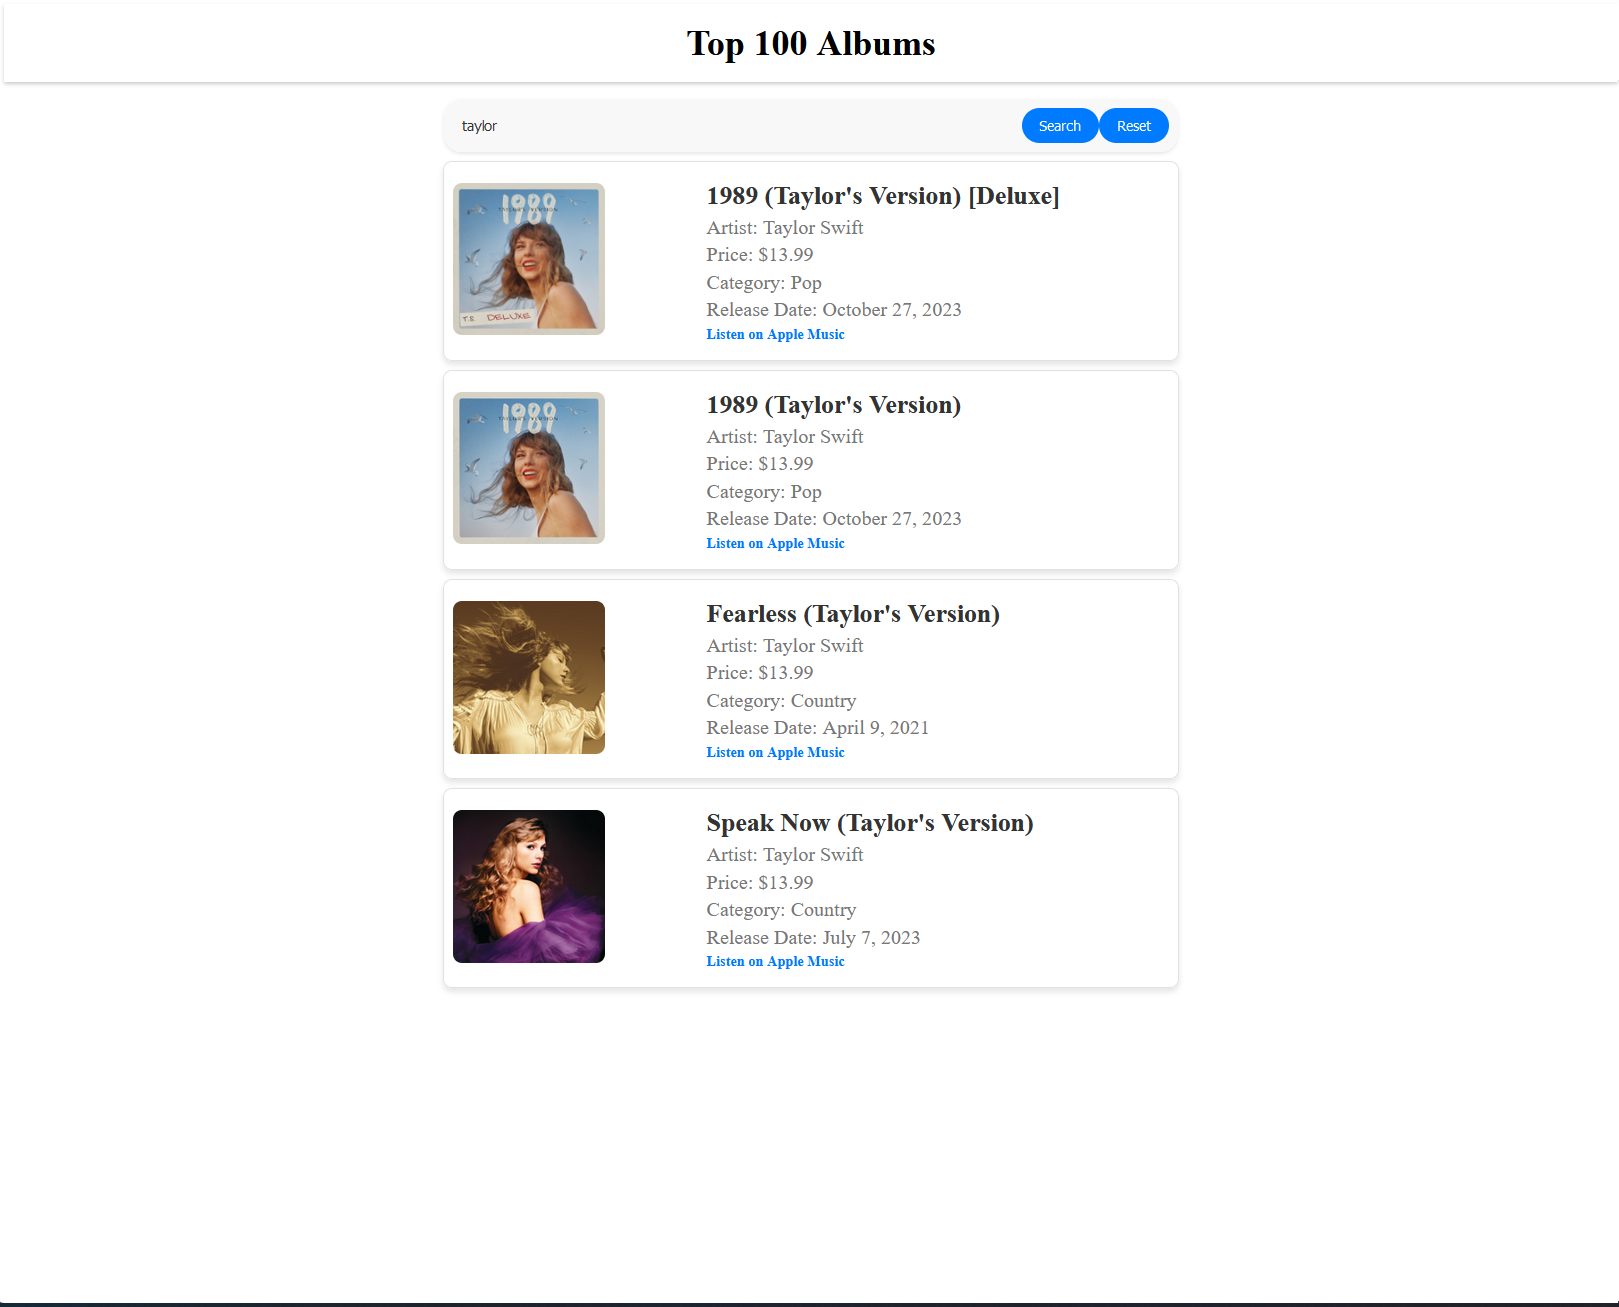 Top 100 Albums
taylor
Search Reset
1989
TAYLOR'S VERSION
T.S. DELUXE
1989 (Taylor's Version) [Deluxe]
Artist: Taylor Swift
Price: $13.99
Category: Pop
Release Date: October 27, 2023
Listen on Apple Music
1989
TAYLOR'S VERSION
1989 (Taylor's Version)
Artist: Taylor Swift
Price: $13.99
Category: Pop
Release Date: October 27, 2023
Listen on Apple Music
Fearless (Taylor's Version)
Artist: Taylor Swift
Price: $13.99
Category: Country
Release Date: April 9, 2021
Listen on Apple Music
Speak Now (Taylor's Version)
Artist: Taylor Swift
Price: $13.99
Category: Country
Release Date: July 7, 2023
Listen on Apple Music